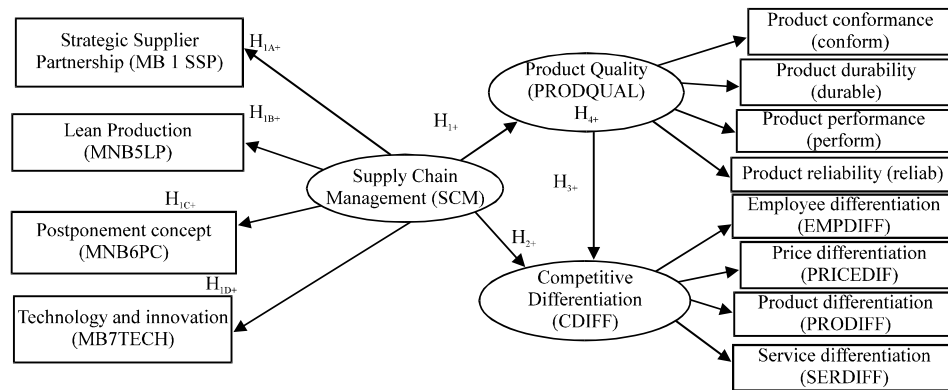 Strategic Supplier
Partnership (MB 1 SSP)
H1A+
Lean Production
(MNB5LP)
H1B+
Postponement concept
(MNB6PC)
H1C+
Technology and innovation
(MB7TECH)
H1D+
Supply Chain
Management (SCM)
H1+
H2+
Product Quality
(PRODQUAL)
H4+
H3+
Competitive
Differentiation
(CDIFF)
Product conformance
(conform)
Product durability
(durable)
Product performance
(perform)
Product reliability (reliab)
Employee differentiation
(EMPDIFF)
Price differentiation
(PRICEDIF)
Product differentiation
(PRODIFF)
Service differentiation
(SERDIFF)